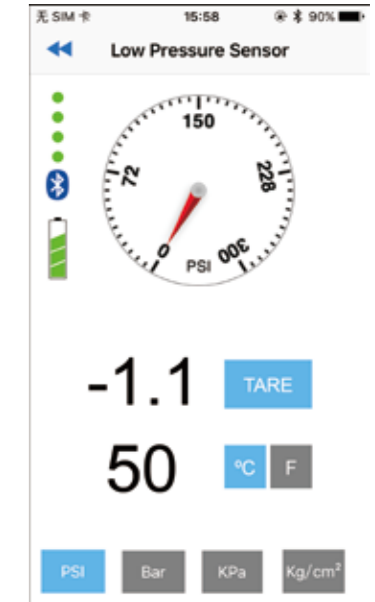 无 SIM 卡 15:58 90%
Low Pressure Sensor
150
72
228
0
300
PSI
-1.1 TARE
50 ºC F
PSI Bar KPa Kg/cm²